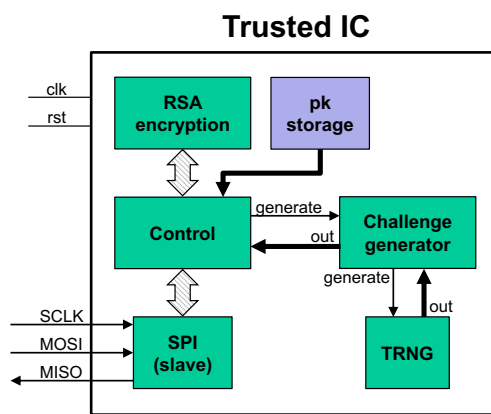 Trusted IC
clk
rst
RSA
encryption
pk
storage
generate
Control
out
Challenge
generator
generate
out
SCLK
MOSI
MISO
SPI
(slave)
TRNG